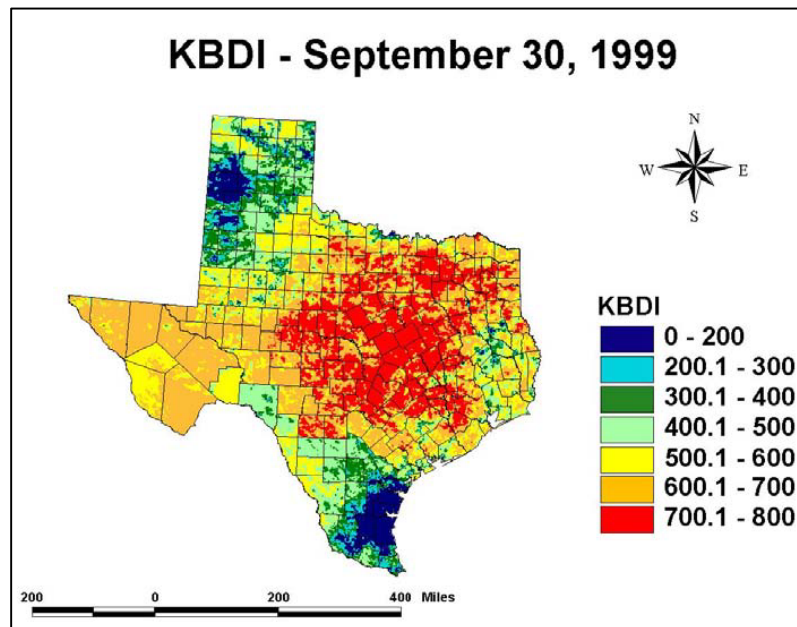 KBDI - September 30, 1999
N
W E
S
KBDI
0 - 200
200.1 - 300
300.1 - 400
400.1 - 500
500.1 - 600
600.1 - 700
700.1 - 800
200 0 200 400 Miles